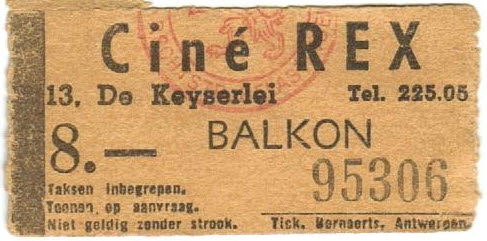 Ciné REX
13, De Keyserlei Tel. 225.05
8.— BALKON
95306
Taksen inbegrepen.
Toonen op aanvraag.
Niet geldig zonder strook. Tick. Bernaerts, Antwerpen.